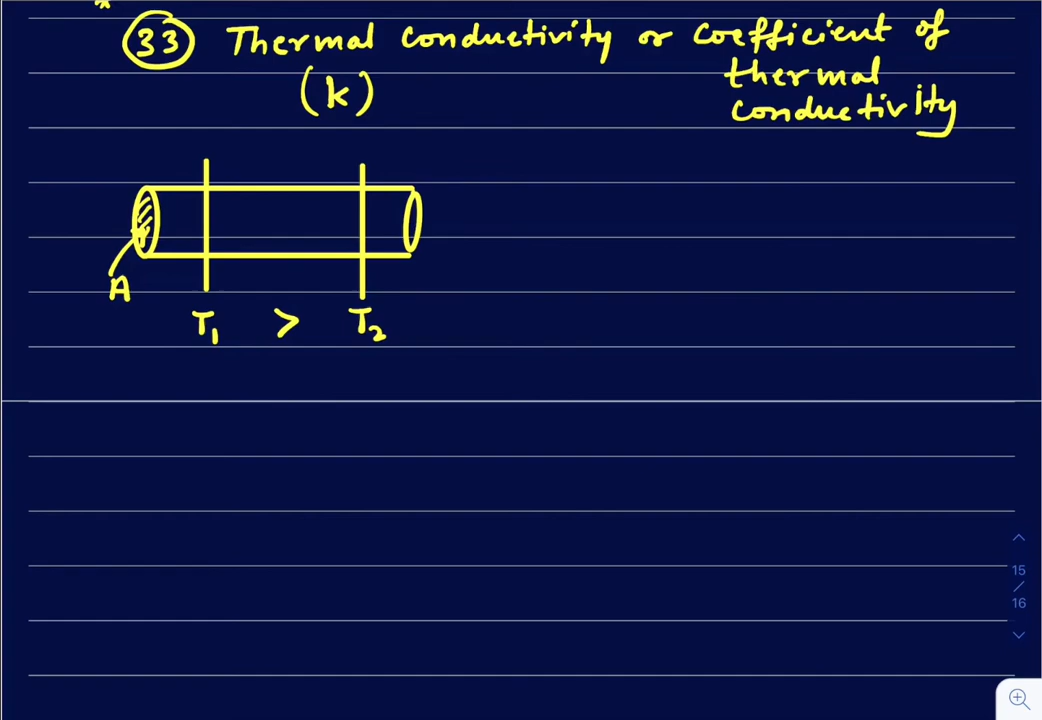 33 Thermal conductivity or coefficient of
thermal
(k)
conductivity
A
T1 > T2
15
/
16